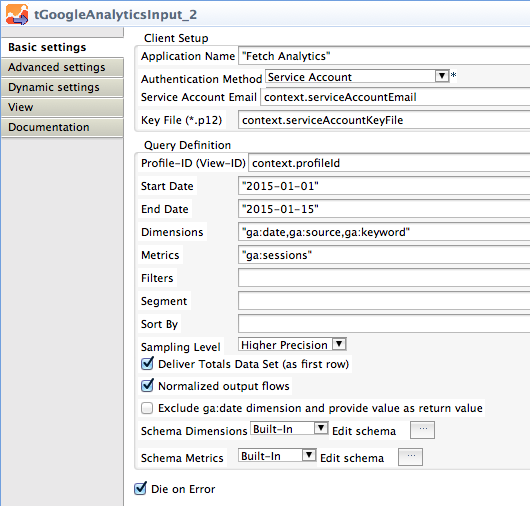 tGoogleAnalyticsInput_2
Basic settings
Advanced settings
Dynamic settings
View
Documentation
Client Setup
Application Name "Fetch Analytics"
Authentication Method Service Account *
Service Account Email context.serviceAccountEmail
Key File (*.p12) context.serviceAccountKeyFile
Query Definition
Profile-ID (View-ID) context.profileId
Start Date "2015-01-01"
End Date "2015-01-15"
Dimensions "ga:date,ga:source,ga:keyword"
Metrics "ga:sessions"
Filters
Segment
Sort By
Sampling Level Higher Precision
Deliver Totals Data Set (as first row)
Normalized output flows
Exclude ga:date dimension and provide value as return value
Schema Dimensions Built-In Edit schema ...
Schema Metrics Built-In Edit schema ...
Die on Error